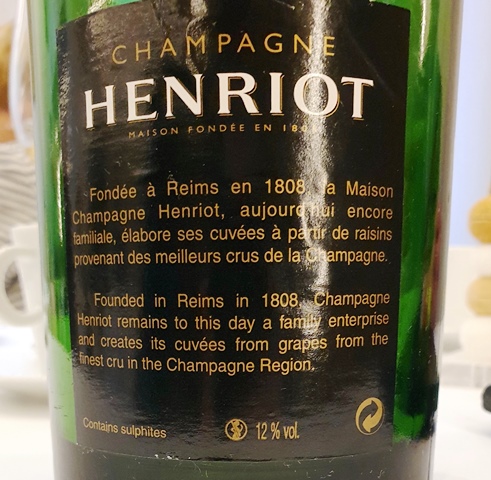 CHAMPAGNE
HENRIOT
MAISON FONDÉE EN 180
Fondée à Reims en 1808, la Maison
Champagne Henriot, aujourd'hui encore
familiale, élabore ses cuvées à partir de raisins
provenant des meilleurs crus de la Champagne.
Founded in Reims in 1808, Champagne
Henriot remains to this day a family enterprise
and creates its cuvées from grapes from the
finest cru in the Champagne Region.
Contains sulphites
12 % vol.